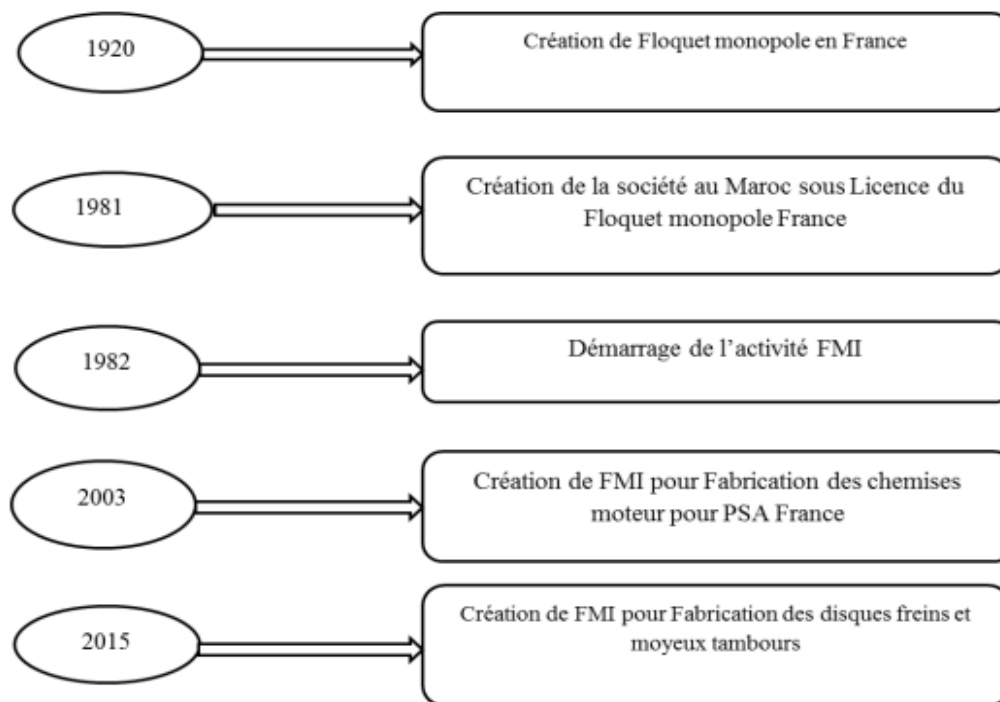 1920
Création de Floquet monopole en France
1981
Création de la société au Maroc sous Licence du
Floquet monopole France
1982
Démarrage de l’activité FMI
2003
Création de FMI pour Fabrication des chemises
moteur pour PSA France
2015
Création de FMI pour Fabrication des disques freins et
moyeux tambours